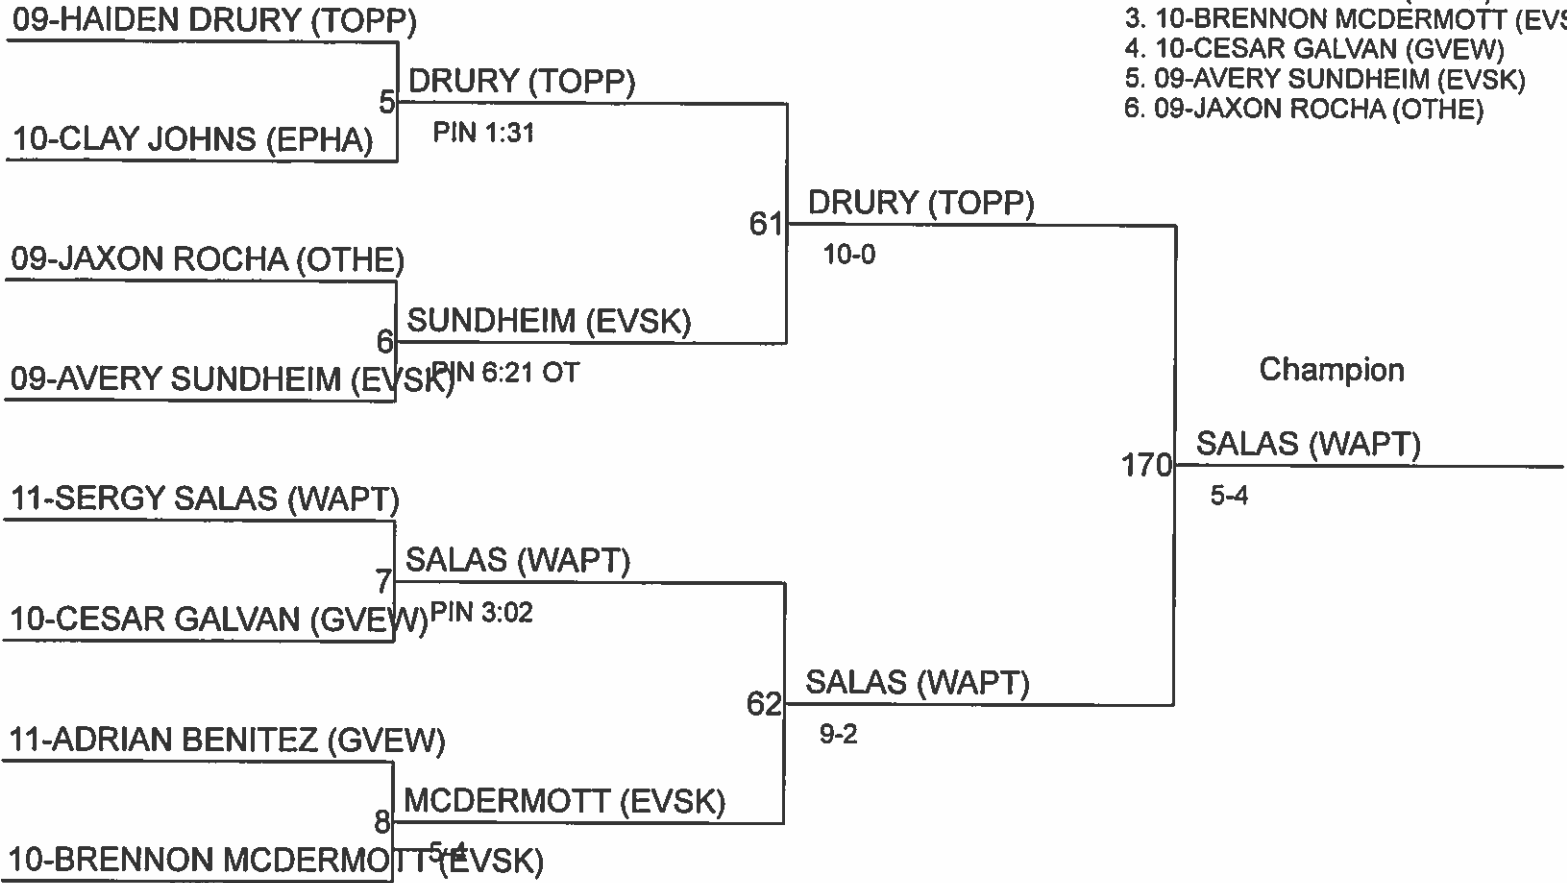 09-HAIDEN DRURY (TOPP)
3. 10-BRENNON MCDERMOTT (EVS
4. 10-CESAR GALVAN (GVEW)
5. 09-AVERY SUNDHEIM (EVSK)
6. 09-JAXON ROCHA (OTHE)
5
DRURY (TOPP)
PIN 1:31
10-CLAY JOHNS (EPHA)
61
DRURY (TOPP)
10-0
09-JAXON ROCHA (OTHE)
6
SUNDHEIM (EVSK)
PIN 6:21 OT
09-AVERY SUNDHEIM (EVSK)
Champion
170
SALAS (WAPT)
5-4
11-SERGY SALAS (WAPT)
7
SALAS (WAPT)
PIN 3:02
10-CESAR GALVAN (GVEW)
62
SALAS (WAPT)
9-2
11-ADRIAN BENITEZ (GVEW)
8
MCDERMOTT (EVSK)
5-4
10-BRENNON MCDERMOTT (EVSK)